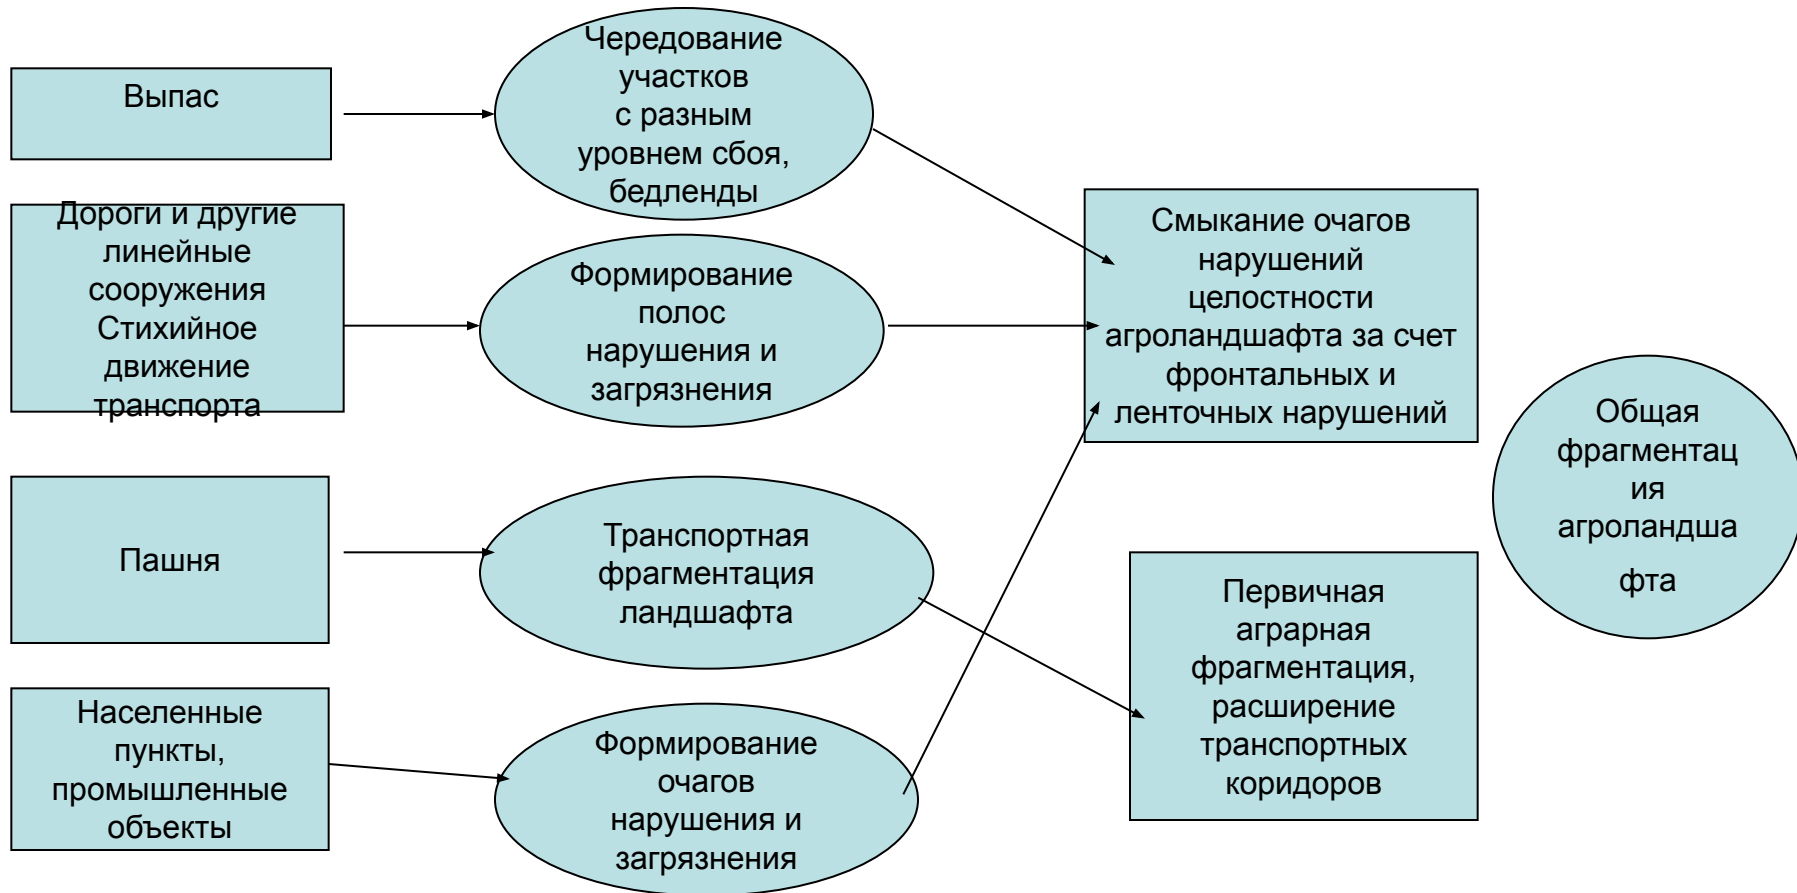 Выпас
Чередование
участков
с разным
уровнем сбоя,
бедленды
Дороги и другие
линейные
сооружения
Стихийное
движение
транспорта
Формирование
полос
нарушения и
загрязнения
Смыкание очагов
нарушений
целостности
агроландшафта за счет
фронтальных и
ленточных нарушений
Общая
фрагментац
ия
агроландша
фта
Пашня
Транспортная
фрагментация
ландшафта
Первичная
аграрная
фрагментация,
расширение
транспортных
коридоров
Населенные
пункты,
промышленные
объекты
Формирование
очагов
нарушения и
загрязнения